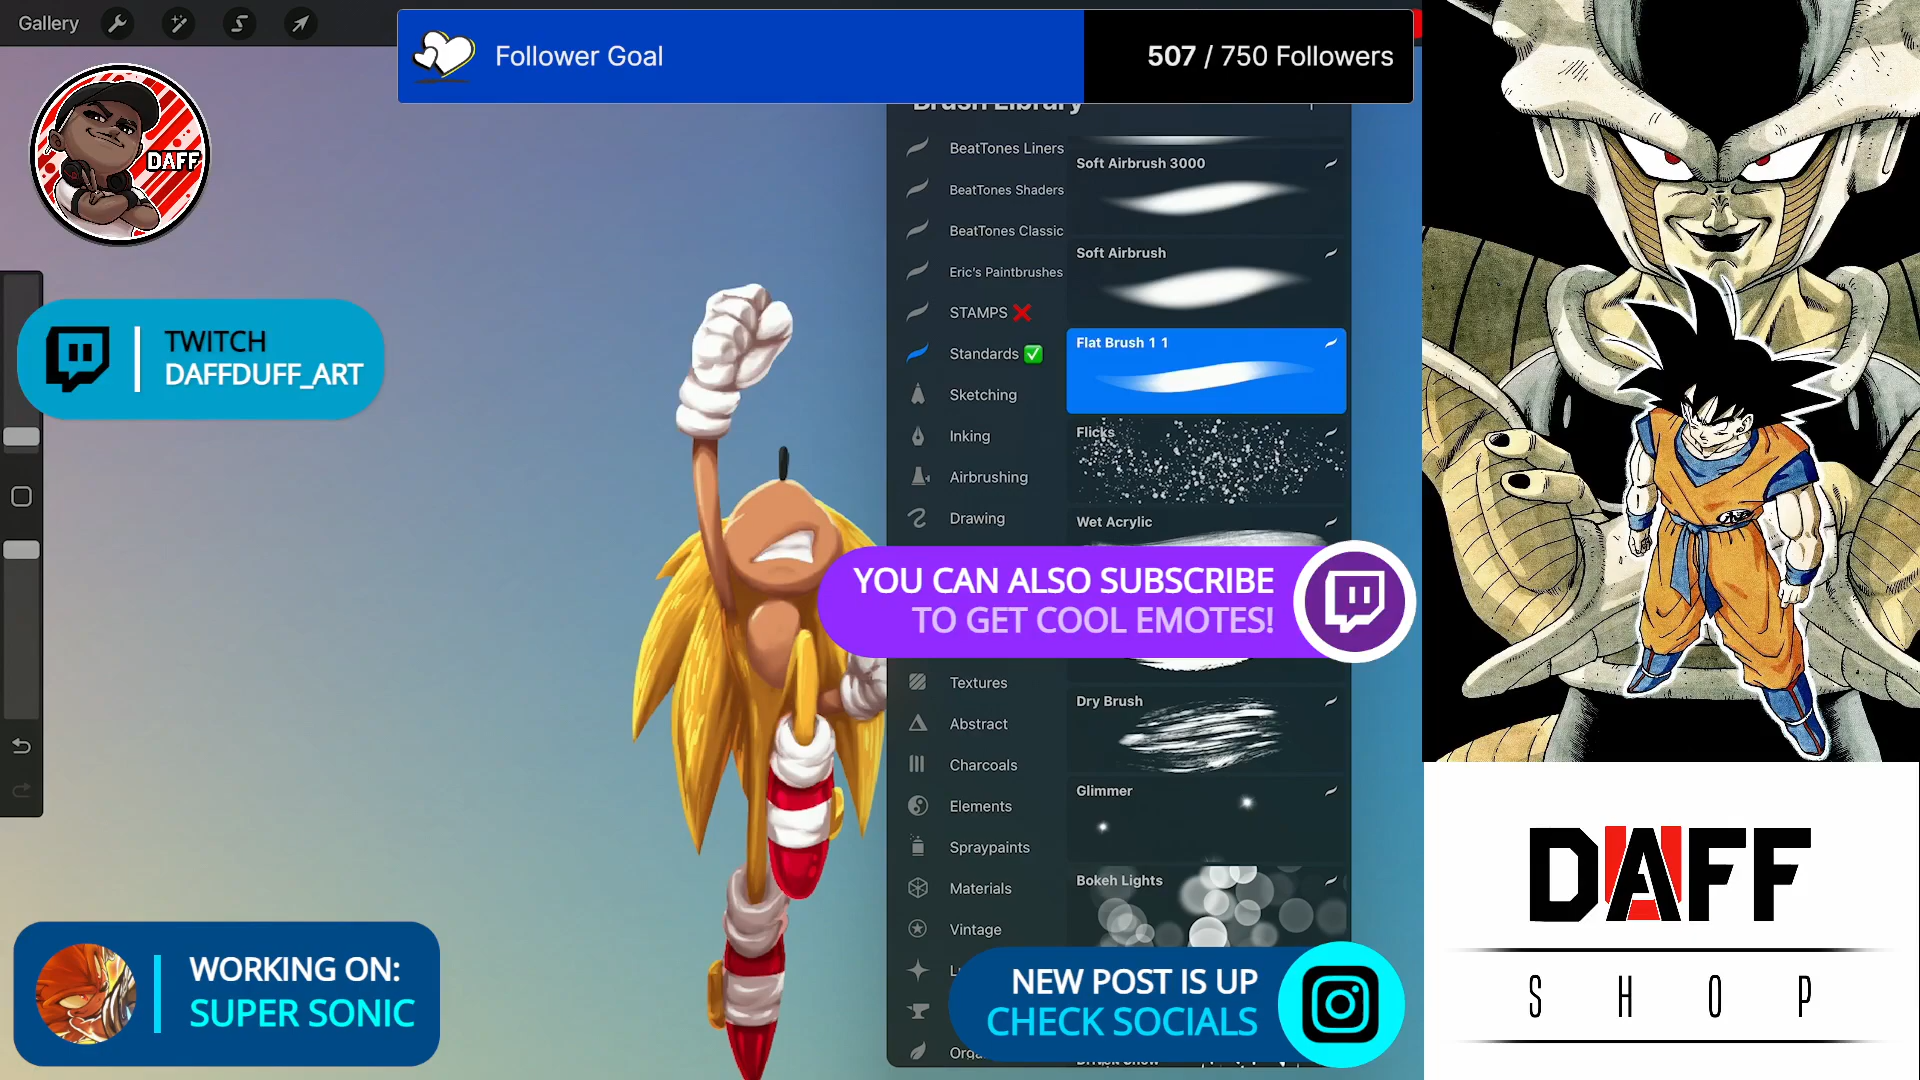 Gallery
Follower Goal
507 / 750 Followers
Brush Library
DAFF
TWITCH
DAFFDUFF_ART
BeatTones Liners
BeatTones Shaders
BeatTones Classic
Eric's Paintbrushes
STAMPS ❌
Standards ✅
Sketching
Inking
Airbrushing
Drawing
Textures
Abstract
Charcoals
Elements
Spraypaints
Materials
Vintage
Soft Airbrush 3000
Soft Airbrush
Flat Brush 1 1
Flicks
Wet Acrylic
Dry Brush
Glimmer
Bokeh Lights
YOU CAN ALSO SUBSCRIBE
TO GET COOL EMOTES!
WORKING ON:
SUPER SONIC
NEW POST IS UP
CHECK SOCIALS
DAFF
SHOP